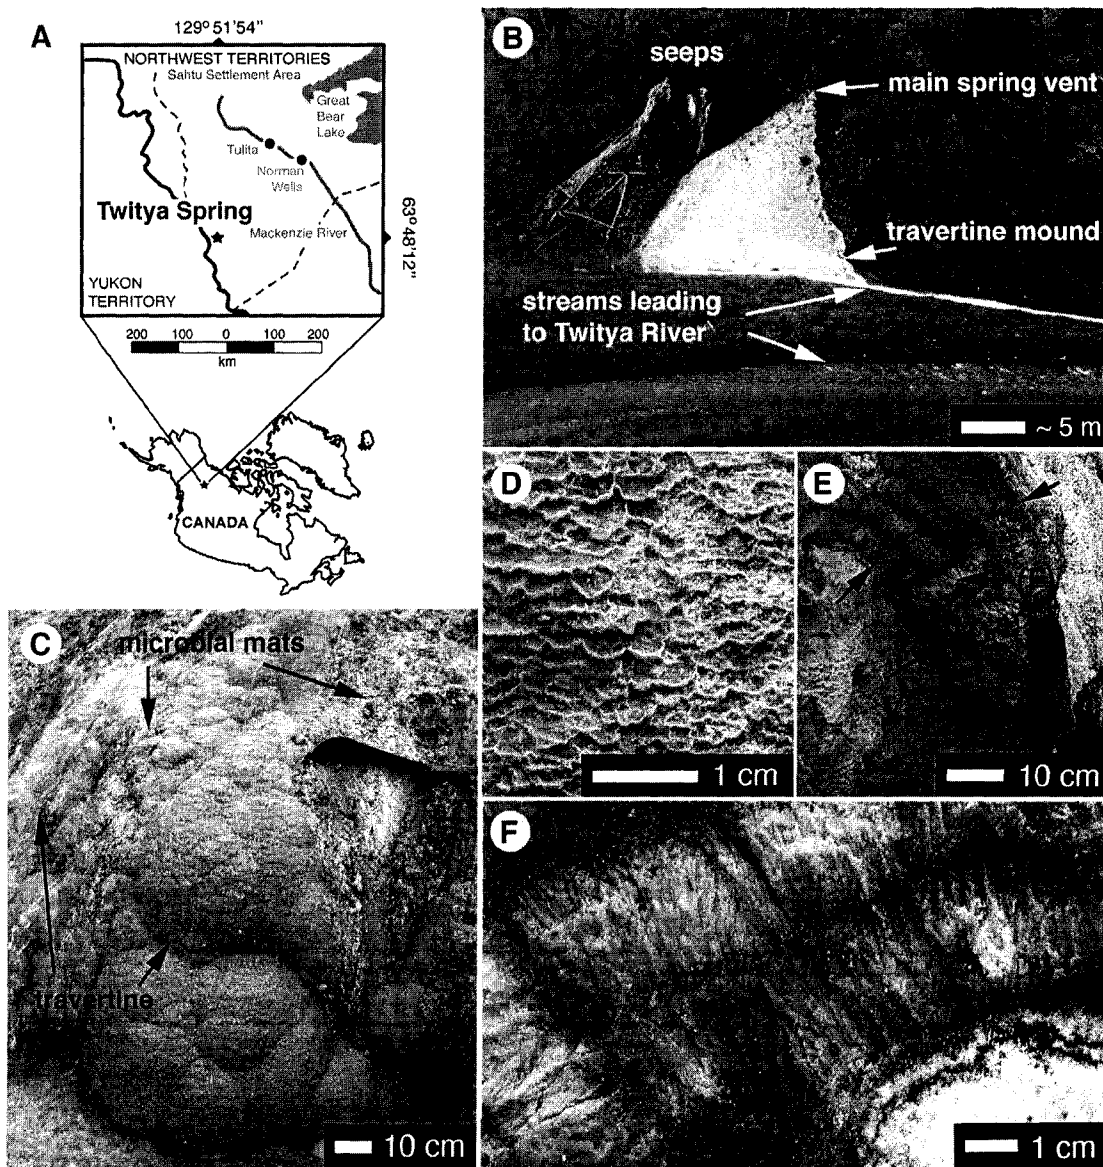 A
129° 51'54"
NORTHWEST TERRITORIES
Sahtu Settlement Area
Great
Bear
Lake
Tulita
Norman
Wells
Twitya Spring
Mackenzie River
63° 48'12"
YUKON
TERRITORY
200 100 0 100 200
km
CANADA
B
seeps
main spring vent
travertine mound
streams leading
to Twitya River
~ 5 m
C
microbial mats
travertine
10 cm
D
1 cm
E
10 cm
F
1 cm